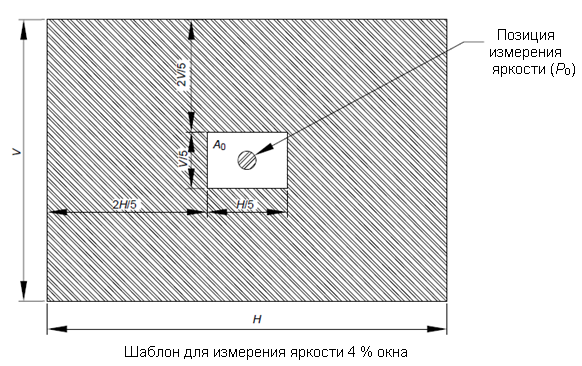 Позиция
измерения
яркости (P₀)
2V/5
A₀
V/5
V
2H/5
H/5
H
Шаблон для измерения яркости 4 % окна